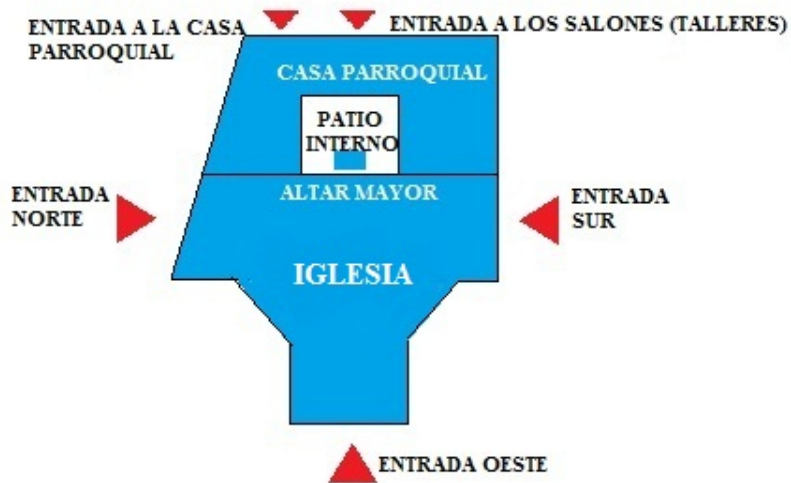 ENTRADA A LA CASA
PARROQUIAL
ENTRADA A LOS SALONES (TALLERES)
CASA PARROQUIAL
PATIO
INTERNO
ALTAR MAYOR
ENTRADA
NORTE
ENTRADA
SUR
IGLESIA
ENTRADA OESTE